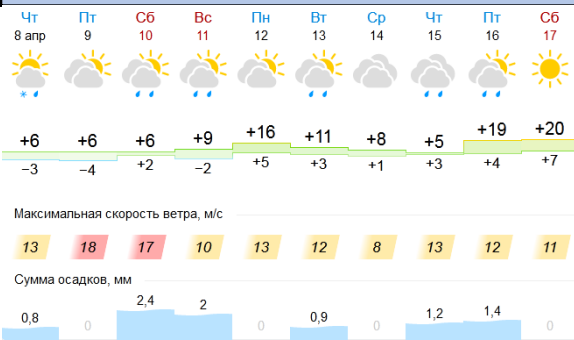 Чт Пт Сб Вс Пн Вт Ср Чт Пт Сб
8 апр 9 10 11 12 13 14 15 16 17
+6 +6 +6 +9 +16 +11 +8 +5 +19 +20
−3 −4 +2 −2 +5 +3 +1 +3 +4 +7
Максимальная скорость ветра, м/с
13 18 17 10 13 12 8 13 12 11
Сумма осадков, мм
0,8 0 2,4 2 0 0,9 0 1,2 1,4 0